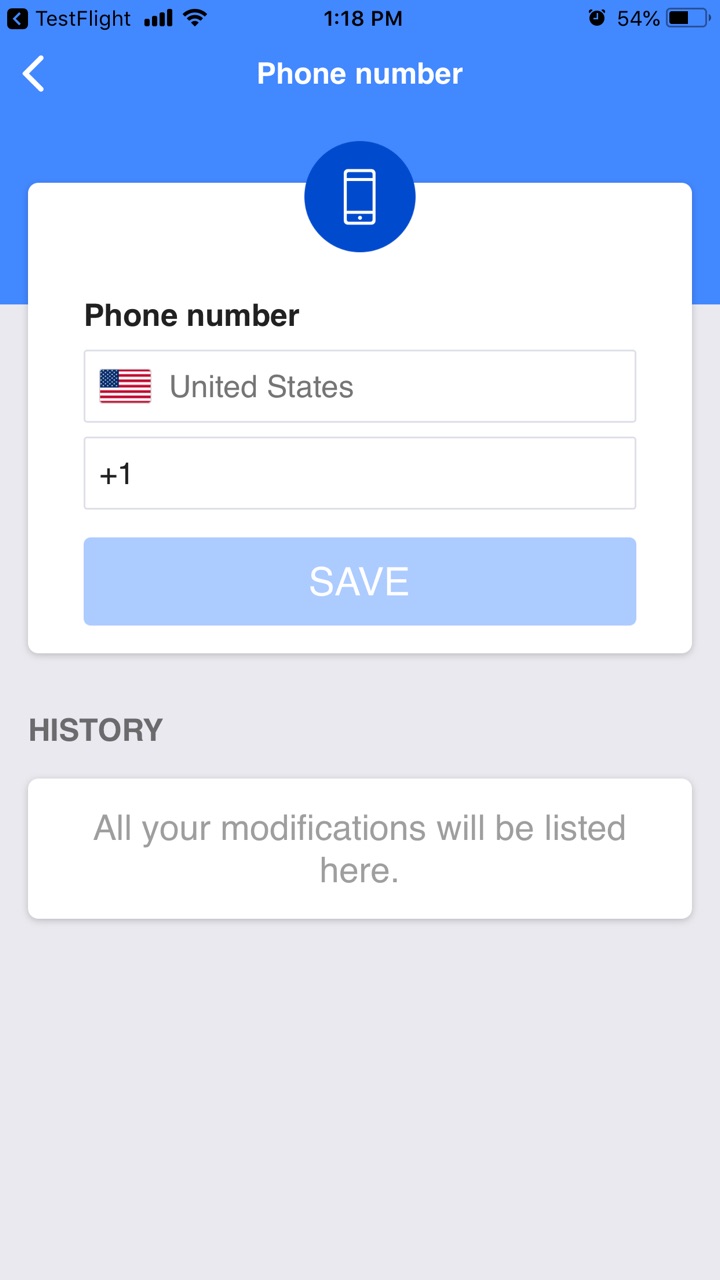 TestFlight 1:18 PM 54%
Phone number
Phone number
United States
+1
SAVE
HISTORY
All your modifications will be listed
here.